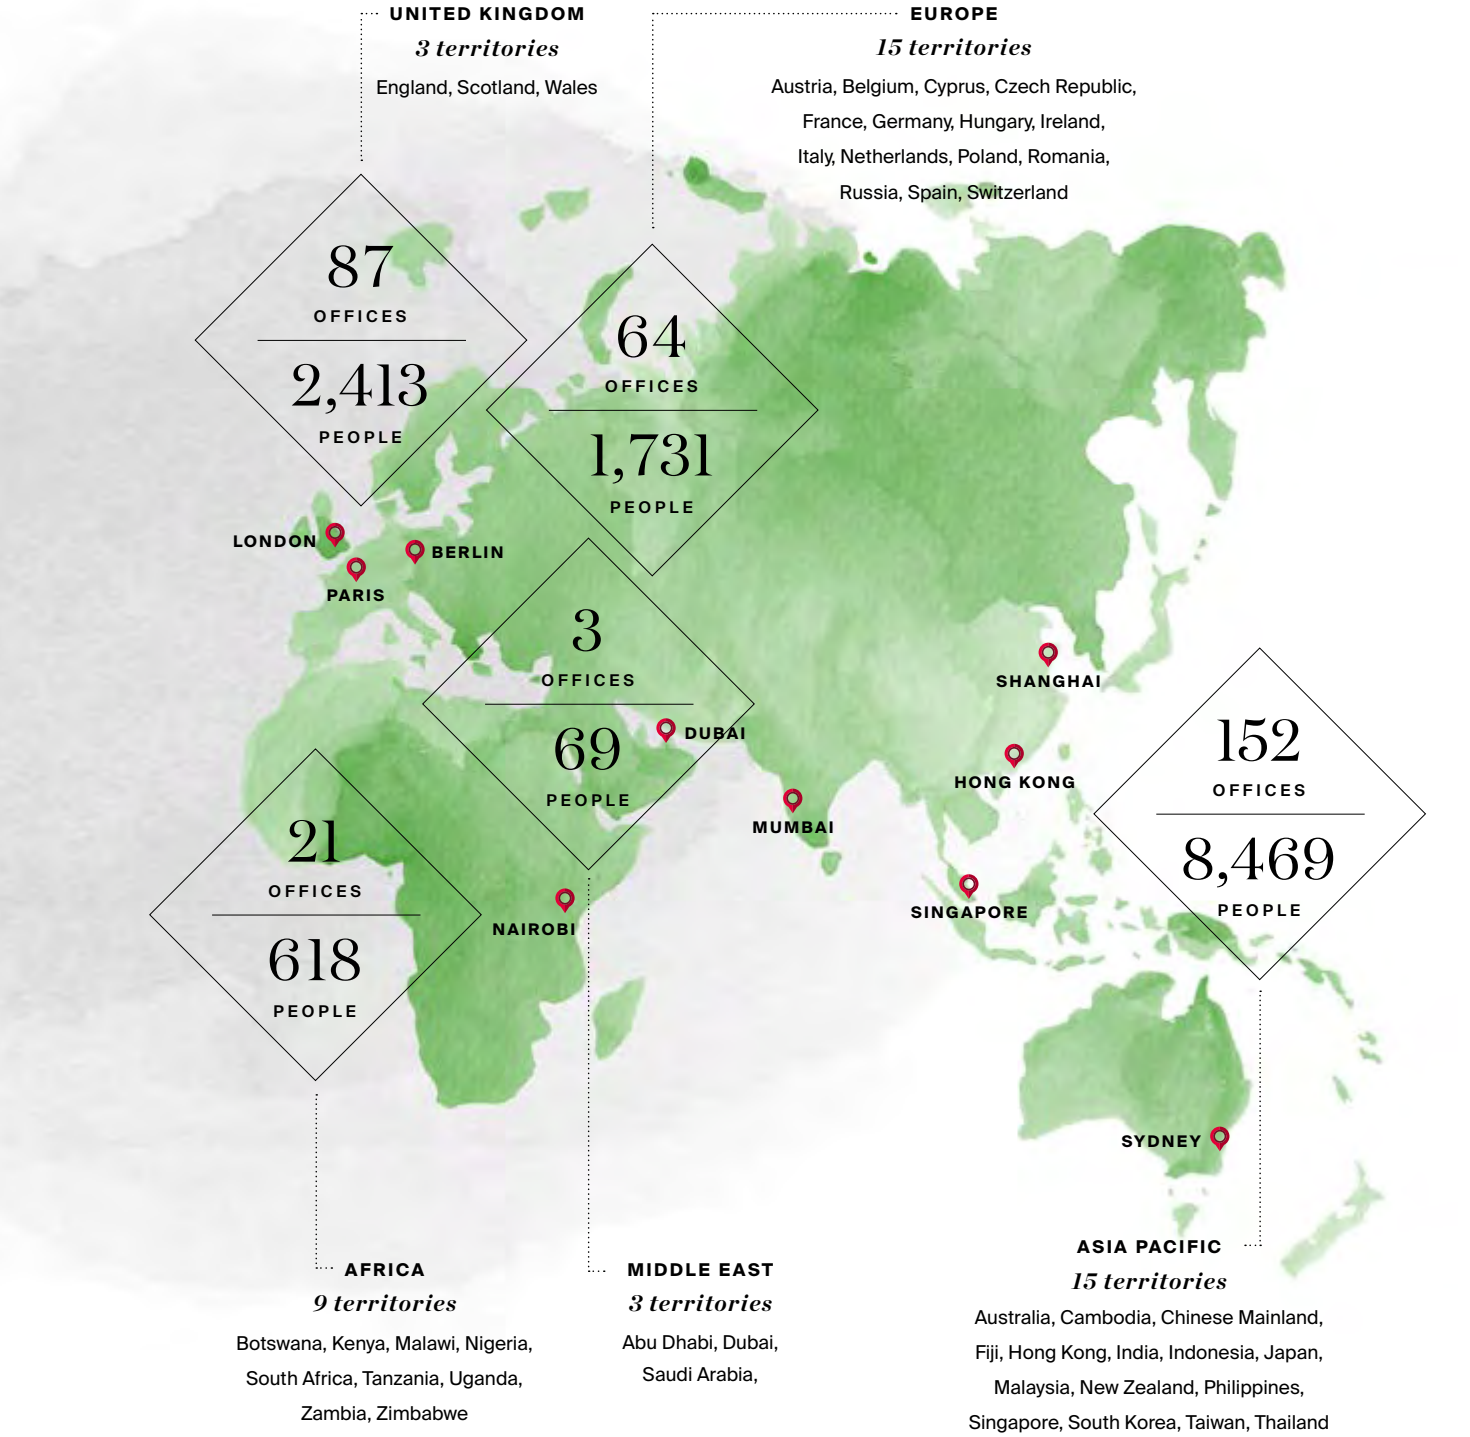 UNITED KINGDOM
3 territories
England, Scotland, Wales
EUROPE
15 territories
Austria, Belgium, Cyprus, Czech Republic,
France, Germany, Hungary, Ireland,
Italy, Netherlands, Poland, Romania,
Russia, Spain, Switzerland
87
OFFICES
2,413
PEOPLE
64
OFFICES
1,731
PEOPLE
LONDON
BERLIN
PARIS
3
OFFICES
69
PEOPLE
DUBAI
SHANGHAI
HONG KONG
MUMBAI
SINGAPORE
152
OFFICES
8,469
PEOPLE
21
OFFICES
618
PEOPLE
NAIROBI
SYDNEY
AFRICA
9 territories
Botswana, Kenya, Malawi, Nigeria,
South Africa, Tanzania, Uganda,
Zambia, Zimbabwe
MIDDLE EAST
3 territories
Abu Dhabi, Dubai,
Saudi Arabia,
ASIA PACIFIC
15 territories
Australia, Cambodia, Chinese Mainland,
Fiji, Hong Kong, India, Indonesia, Japan,
Malaysia, New Zealand, Philippines,
Singapore, South Korea, Taiwan, Thailand